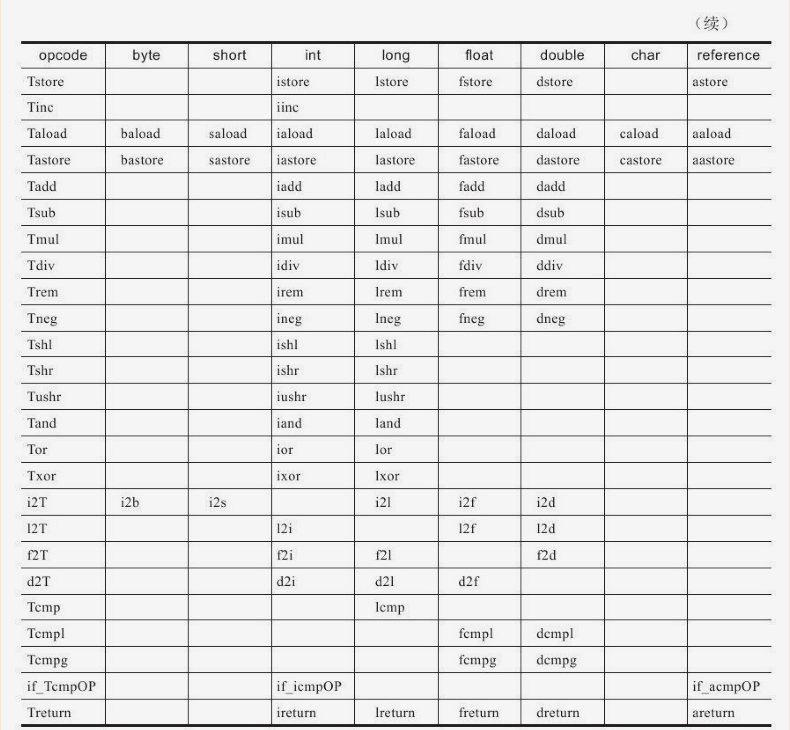 （续）
opcode byte short int long float double char reference
Tstore istore lstore fstore dstore astore
Tinc iinc
Taload baload saload iaload laload faload daload caload aaload
Tastore bastore sastore iastore lastore fastore dastore castore aastore
Tadd iadd ladd fadd dadd
Tsub isub lsub fsub dsub
Tmul imul lmul fmul dmul
Tdiv idiv ldiv fdiv ddiv
Trem irem lrem frem drem
Tneg ineg lneg fneg dneg
Tshl ishl lshl
Tshr ishr lshr
Tushr iushr lushr
Tand iand land
Tor ior lor
Txor ixor lxor
i2T i2b i2s i2l i2f i2d
l2T l2i l2f l2d
f2T f2i f2l f2d
d2T d2i d2l d2f
Tcmp lcmp
Tcmpl fcmpl dcmpl
Tcmpg fcmpg dcmpg
if_TcmpOP if_icmpOP if_acmpOP
Treturn ireturn lreturn freturn dreturn areturn